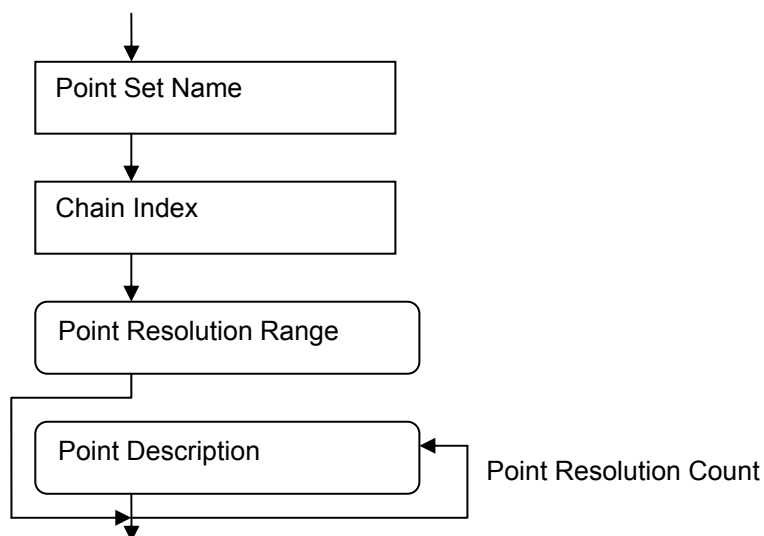 Point Set Name
Chain Index
Point Resolution Range
Point Description
Point Resolution Count